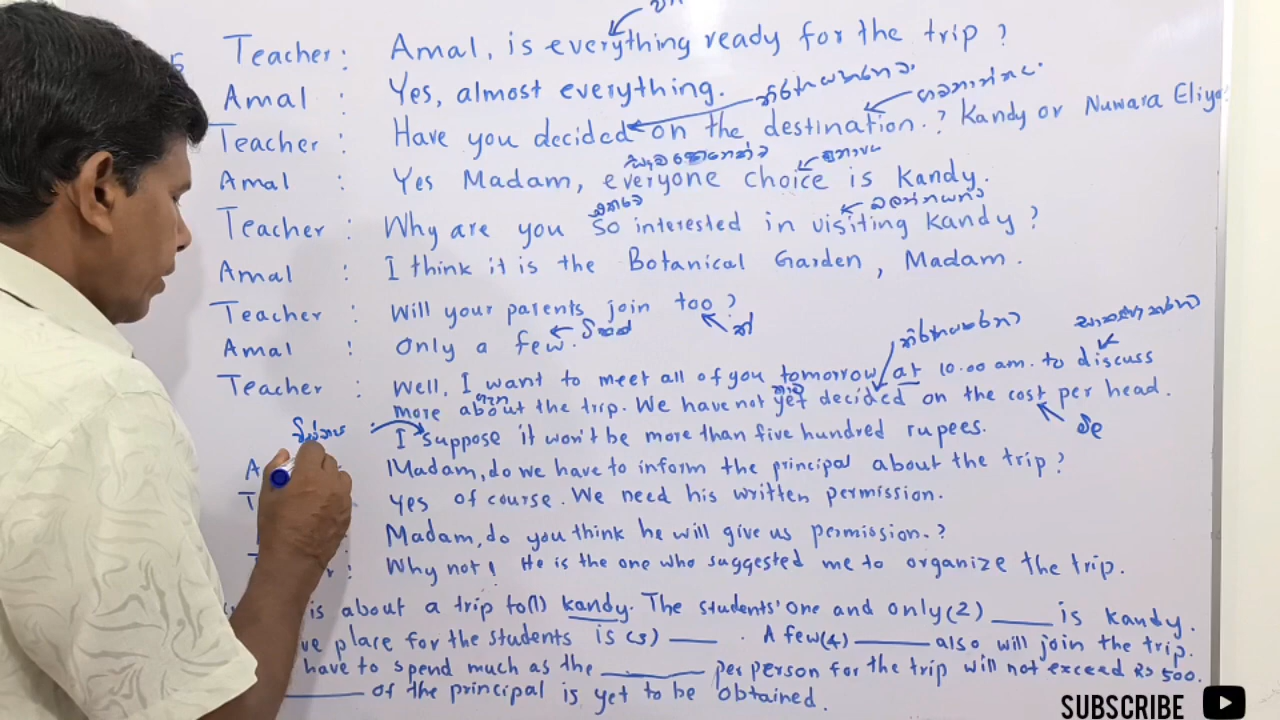 Teacher : Amal, is everything ready for the trip ?
Amal : Yes, almost everything.
Teacher : Have you decided on the destination. ? Kandy or Nuwara Eliya
Amal : Yes Madam, everyone choice is Kandy.
Teacher : Why are you so interested in visiting Kandy ?
Amal : I think it is the Botanical Garden, Madam.
Teacher : Will your parents join too ?
Amal : Only a few.
Teacher : Well, I want to meet all of you tomorrow at 10.00 am. to discuss
more about the trip. We have not yet decided on the cost per head.
I suppose it won't be more than five hundred rupees.
A Madam, do we have to inform the principal about the trip ?
T yes of course. We need his written permission.
Madam, do you think he will give us permission. ?
: Why not! He is the one who suggested me to organize the trip.
is about a trip to(1) Kandy. The students' one and only(2) ____ is Kandy.
ve place for the students is (3) ____ . A few(4) ____ also will join the trip.
have to spend much as the ____ per person for the trip will not exceed Rs 500.
____ of the principal is yet to be obtained.
SUBSCRIBE